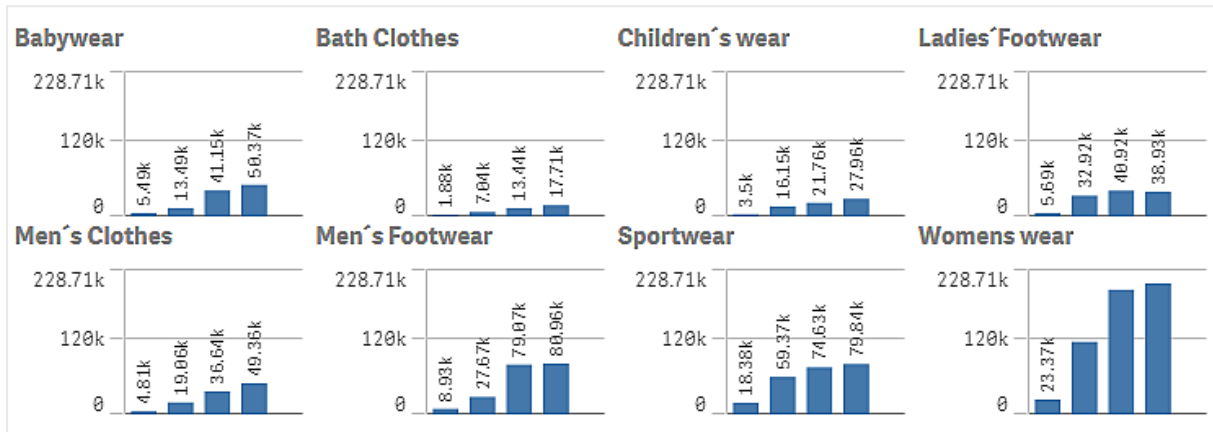 Babywear
228.71k
120k
0
5.49k
13.49k
41.15k
50.37k
Bath Clothes
228.71k
120k
0
1.88k
7.04k
13.44k
17.71k
Children´s wear
228.71k
120k
0
3.5k
16.15k
21.76k
27.96k
Ladies´Footwear
228.71k
120k
0
5.69k
32.92k
40.92k
38.93k
Men´s Clothes
228.71k
120k
0
4.81k
19.06k
36.64k
49.36k
Men´s Footwear
228.71k
120k
0
8.93k
27.67k
79.07k
80.96k
Sportwear
228.71k
120k
0
18.38k
59.37k
74.63k
79.84k
Womens wear
228.71k
120k
0
23.37k